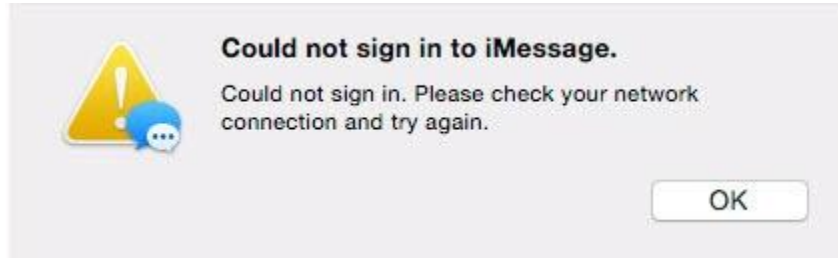 Could not sign in to iMessage.
Could not sign in. Please check your network
connection and try again.
OK